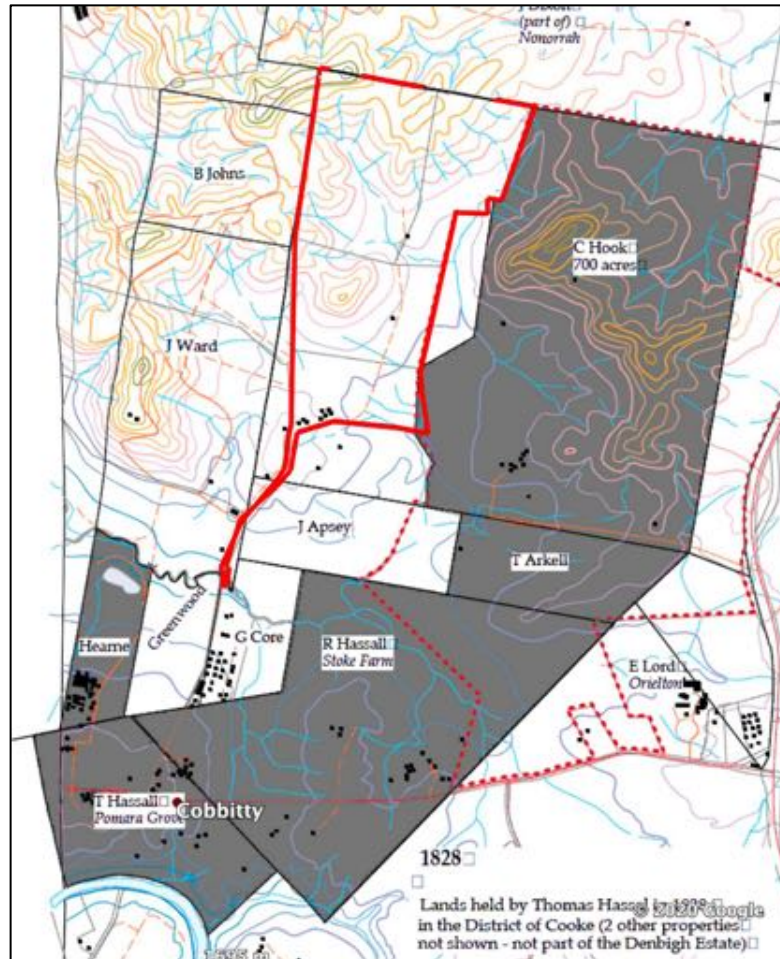 (part of)
Nonorrah
B Johns
C Hook
700 acres
J Ward
J Apsey
T Arkell
Greenwood
Hearne
G Core
R Hassall
Stoke Farm
E Lord
Orielton
T Hassall
Pomara Grove
Cobbitty
1828
Lands held by Thomas Hassel in 1828
in the District of Cooke (2 other properties
not shown - not part of the Denbigh Estate)
Google